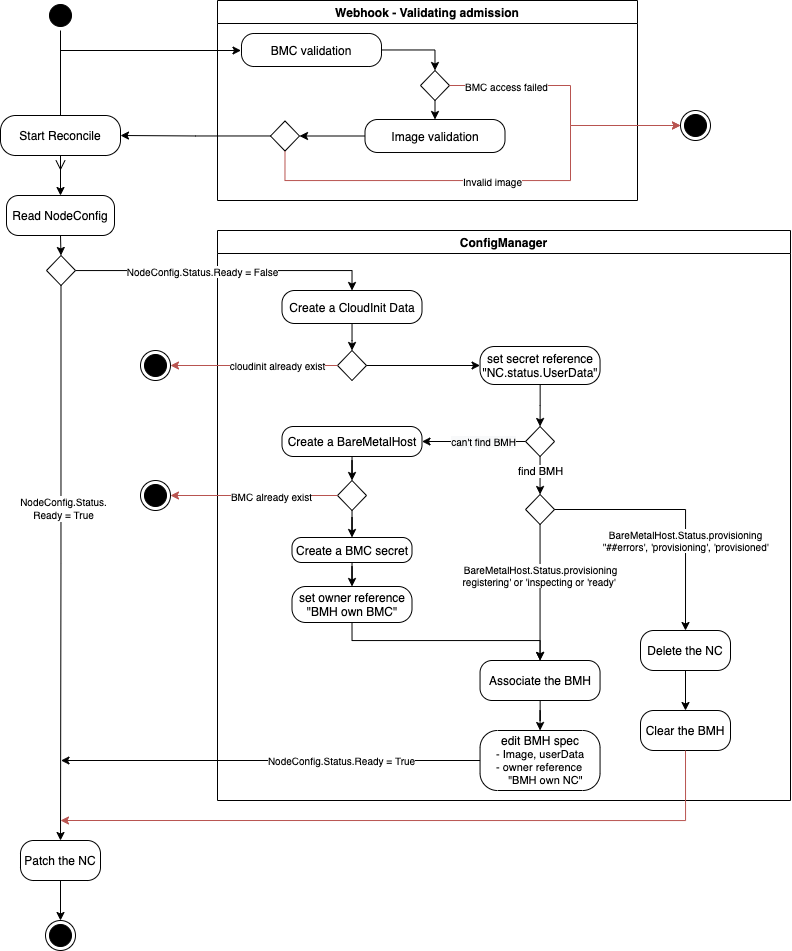 Webhook - Validating admission
BMC validation
BMC access failed
Start Reconcile
Image validation
Invalid image
Read NodeConfig
ConfigManager
NodeConfig.Status.Ready = False
Create a CloudInit Data
cloudinit already exist
set secret reference
"NC.status.UserData"
Create a BareMetalHost
can't find BMH
find BMH
BMC already exist
NodeConfig.Status.
Ready = True
Create a BMC secret
BareMetalHost.Status.provisioning
"##errors', 'provisioning', 'provisioned'
BareMetalHost.Status.provisioning
registering' or 'inspecting or 'ready'
set owner reference
"BMH own BMC"
Delete the NC
Associate the BMH
Clear the BMH
edit BMH spec
- Image, userData
- owner reference
"BMH own NC"
NodeConfig.Status.Ready = True
Patch the NC